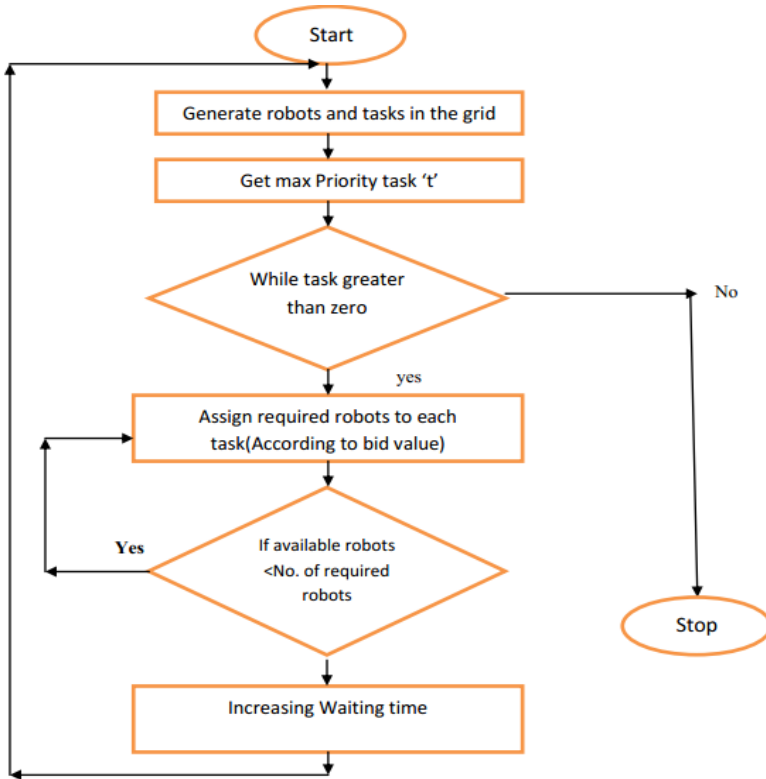 Start
Generate robots and tasks in the grid
Get max Priority task ‘t’
While task greater
than zero
No
yes
Assign required robots to each
task(According to bid value)
Yes
If available robots
<No. of required
robots
Stop
Increasing Waiting time